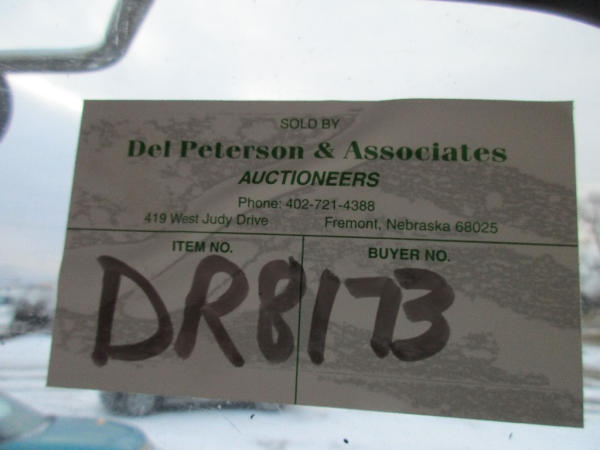 SOLD BY
Del Peterson & Associates
AUCTIONEERS
Phone: 402-721-4388
419 West Judy Drive Fremont, Nebraska 68025
ITEM NO. BUYER NO.
DR8173